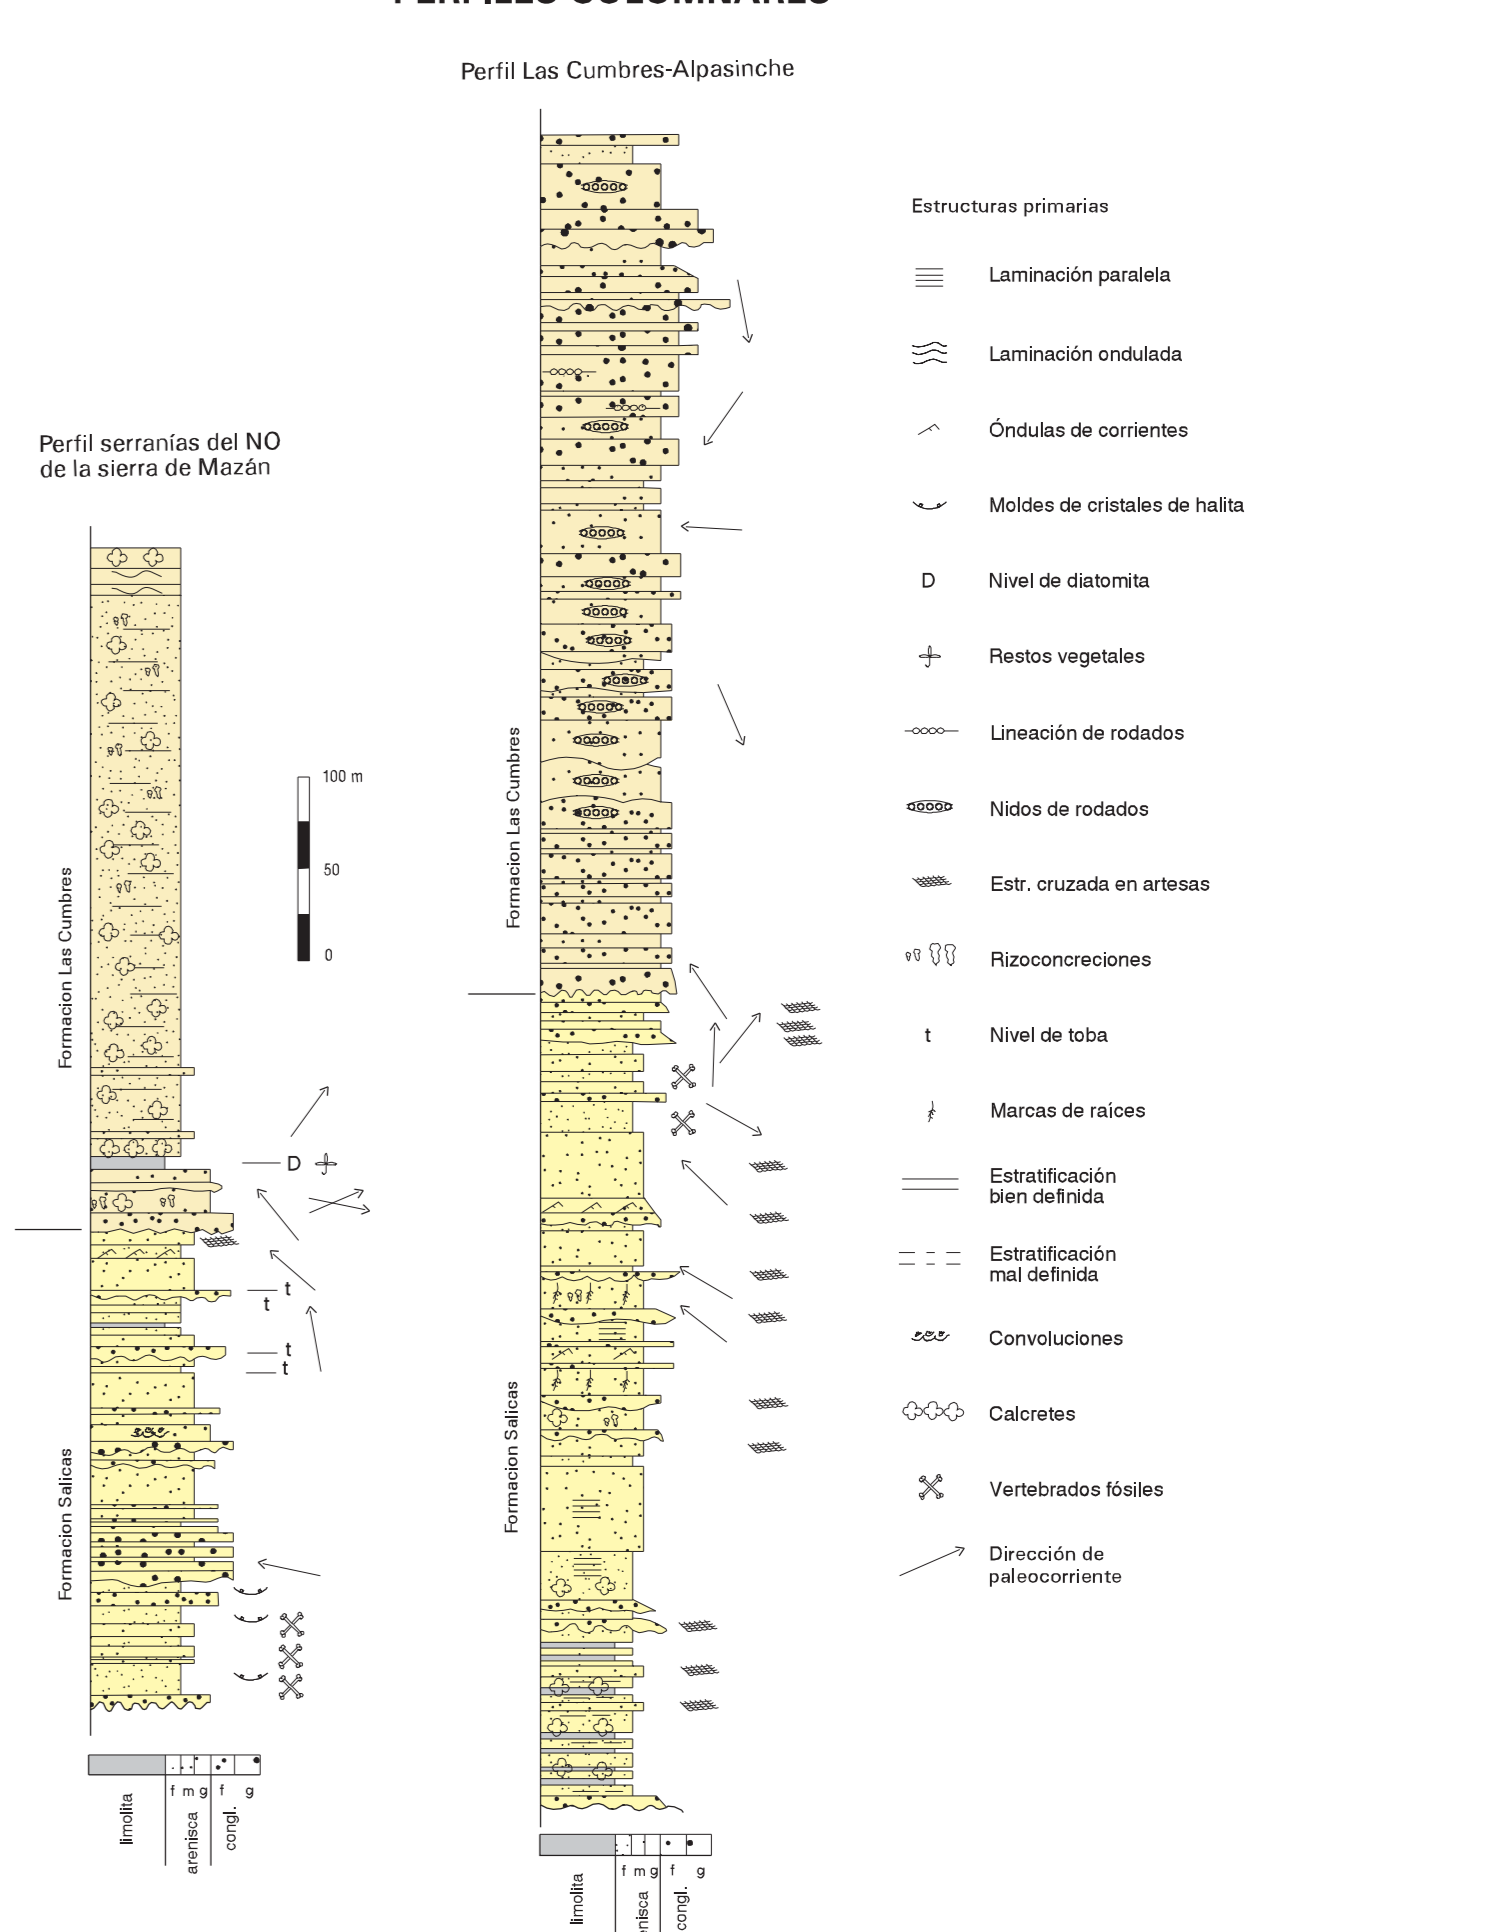 PERFILES COLUMNARES
Perfil Las Cumbres-Alpasinche
Perfil serranías del NO
de la sierra de Mazán
Formacion Las Cumbres
Formacion Salicas
100 m
50
0
D
t
t
t
t
f m g f g
limolita
arenisca
congl.
Formacion Las Cumbres
Formacion Salicas
f m g f g
limolita
congl.
Estructuras primarias
Laminación paralela
Laminación ondulada
Óndulas de corrientes
Moldes de cristales de halita
D Nivel de diatomita
Restos vegetales
Lineación de rodados
Nidos de rodados
Estr. cruzada en artesas
Rizoconcreciones
t Nivel de toba
Marcas de raíces
Estratificación
bien definida
Estratificación
mal definida
Convoluciones
Calcretes
Vertebrados fósiles
Dirección de
paleocorriente